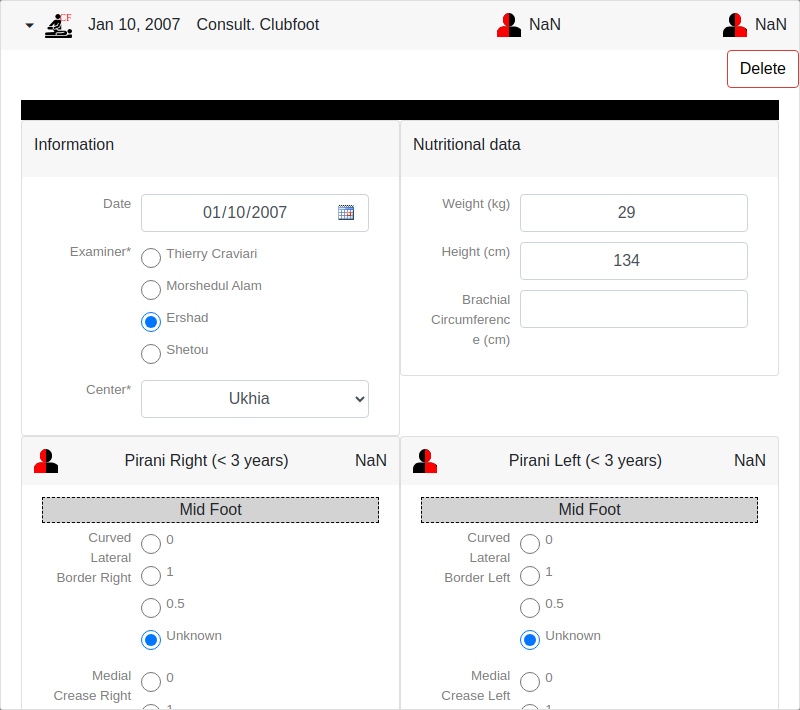 CF
Jan 10, 2007 Consult. Clubfoot NaN NaN
Delete
Information
Date 01/10/2007
Examiner* Thierry Craviari
Morshedul Alam
Ershad
Shetou
Center* Ukhia
Nutritional data
Weight (kg) 29
Height (cm) 134
Brachial
Circumferenc
e (cm)
Pirani Right (< 3 years) NaN
Mid Foot
Curved
Lateral
Border Right
0
1
0.5
Unknown
Medial
Crease Right
0
1
Pirani Left (< 3 years) NaN
Mid Foot
Curved
Lateral
Border Left
0
1
0.5
Unknown
Medial
Crease Left
0
1